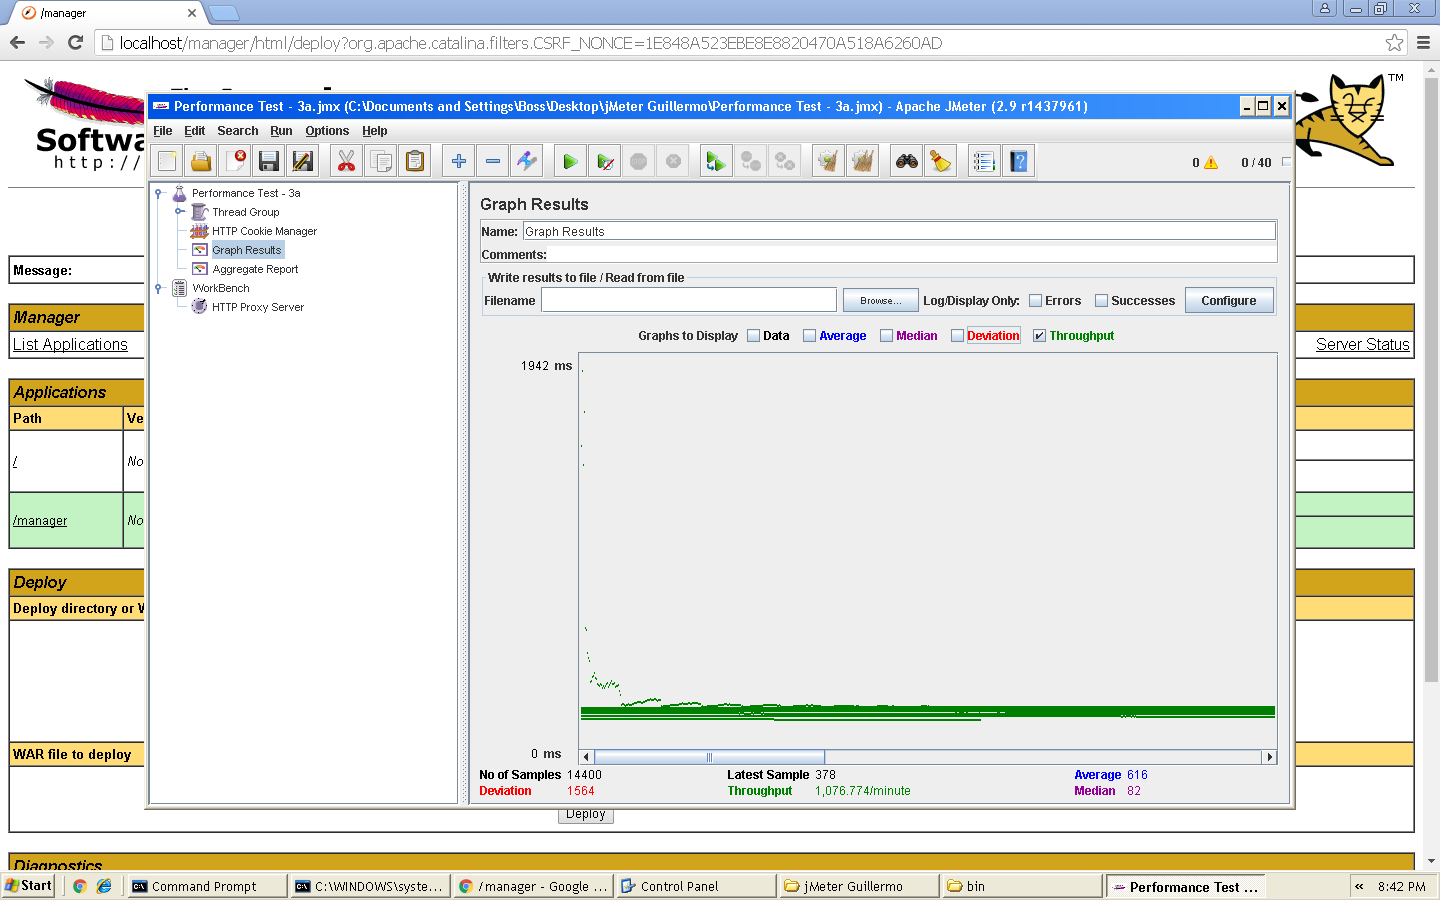 /manager
localhost/manager/html/deploy?org.apache.catalina.filters.CSRF_NONCE=1E848A523EBE8E8820470A518A6260AD
TM
Softwa
http://
Performance Test - 3a.jmx (C:\Documents and Settings\Boss\Desktop\jMeter Guillermo\Performance Test - 3a.jmx) - Apache JMeter (2.9 r1437961)
File Edit Search Run Options Help
0 0 / 40
Performance Test - 3a
Thread Group
HTTP Cookie Manager
Graph Results
Aggregate Report
WorkBench
HTTP Proxy Server
Graph Results
Name: Graph Results
Comments:
Write results to file / Read from file
Filename Browse... Log/Display Only: Errors Successes Configure
Graphs to Display Data Average Median Deviation Throughput
1942 ms
0 ms
No of Samples 14400 Latest Sample 378 Average 616
Deviation 1564 Throughput 1,076.774/minute Median 82
Message:
Manager
List Applications Server Status
Applications
Path Ve
/ No
/manager No
Deploy
Deploy directory or W
WAR file to deploy
Deploy
Diagnostics
Start Command Prompt C:\WINDOWS\syste... /manager - Google ... Control Panel jMeter Guillermo bin Performance Test ... « 8:42 PM